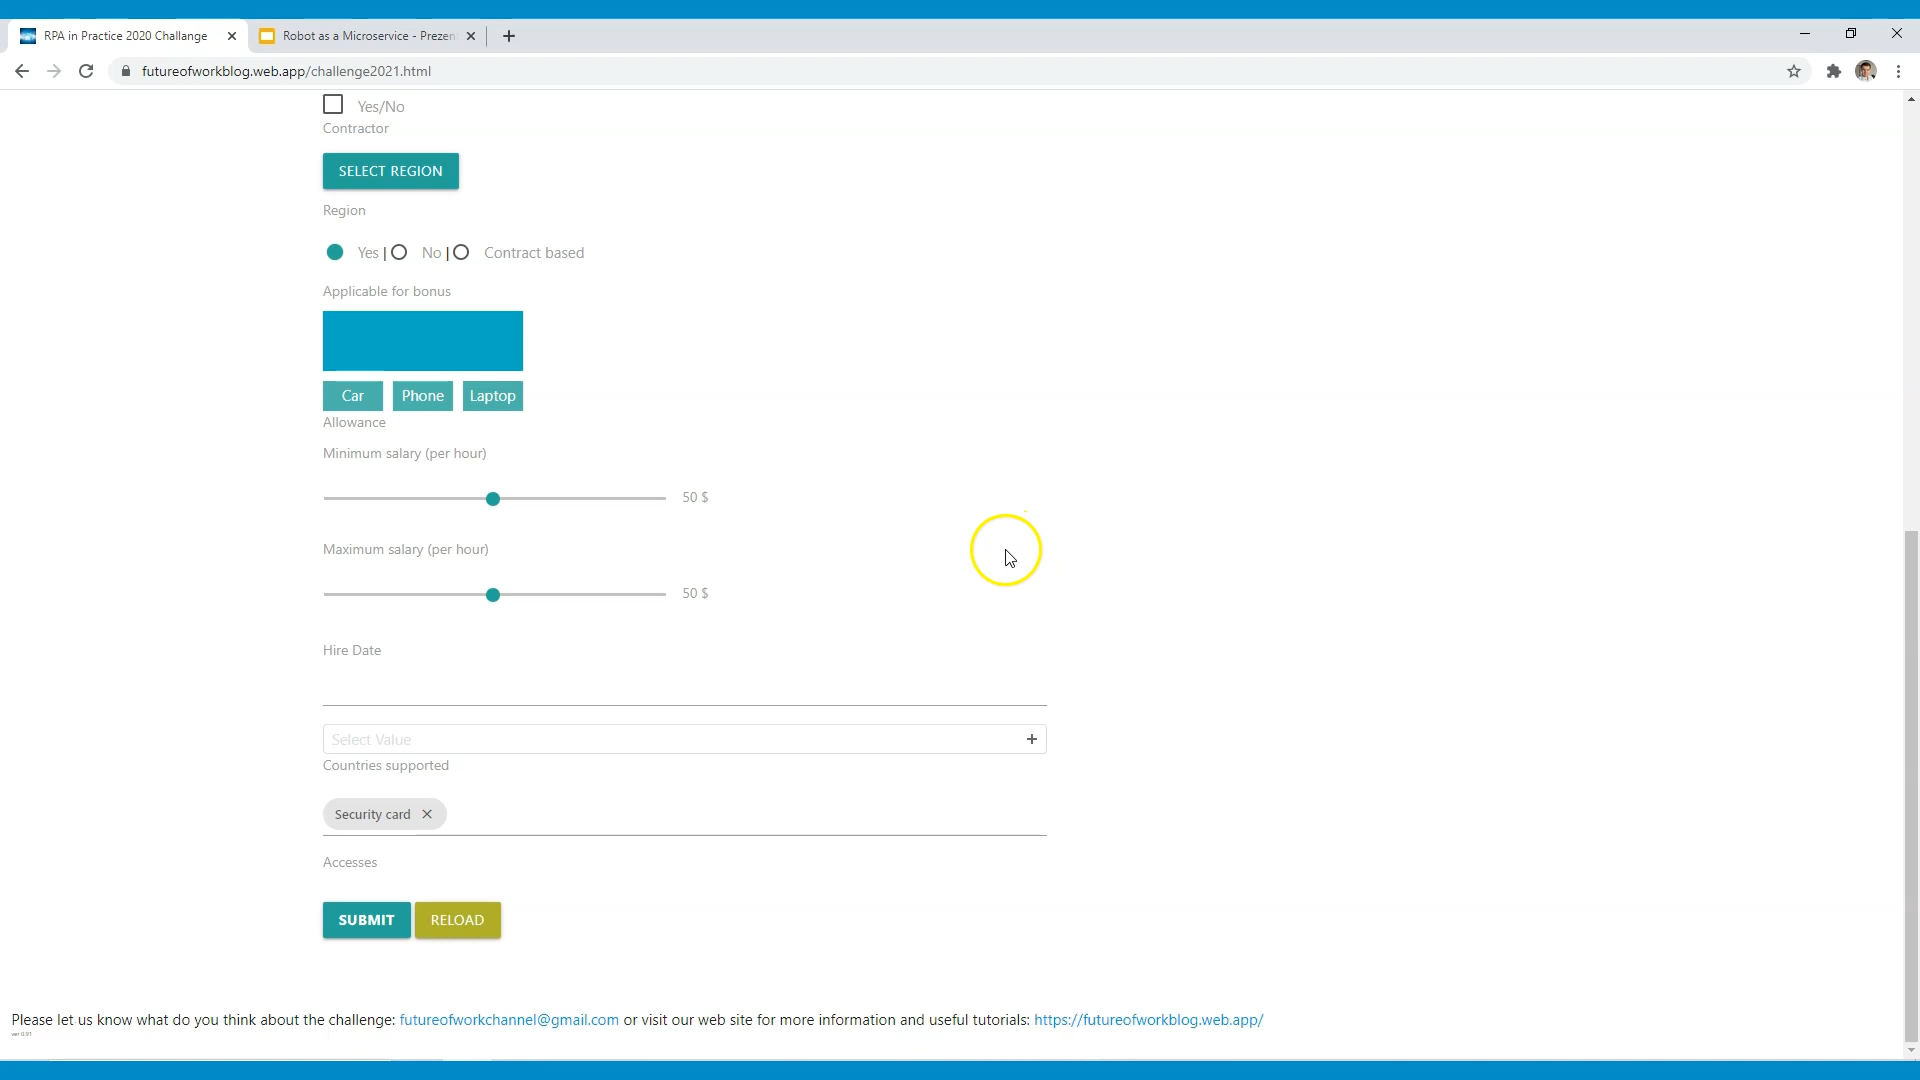 RPA in Practice 2020 Challange
Robot as a Microservice - Prezen
futureofworkblog.web.app/challenge2021.html
Yes/No
Contractor
SELECT REGION
Region
Yes | No | Contract based
Applicable for bonus
Car Phone Laptop
Allowance
Minimum salary (per hour)
50 $
Maximum salary (per hour)
50 $
Hire Date
Select Value
Countries supported
Security card
Accesses
SUBMIT RELOAD
Please let us know what do you think about the challenge: futureofworkchannel@gmail.com or visit our web site for more information and useful tutorials: https://futureofworkblog.web.app/